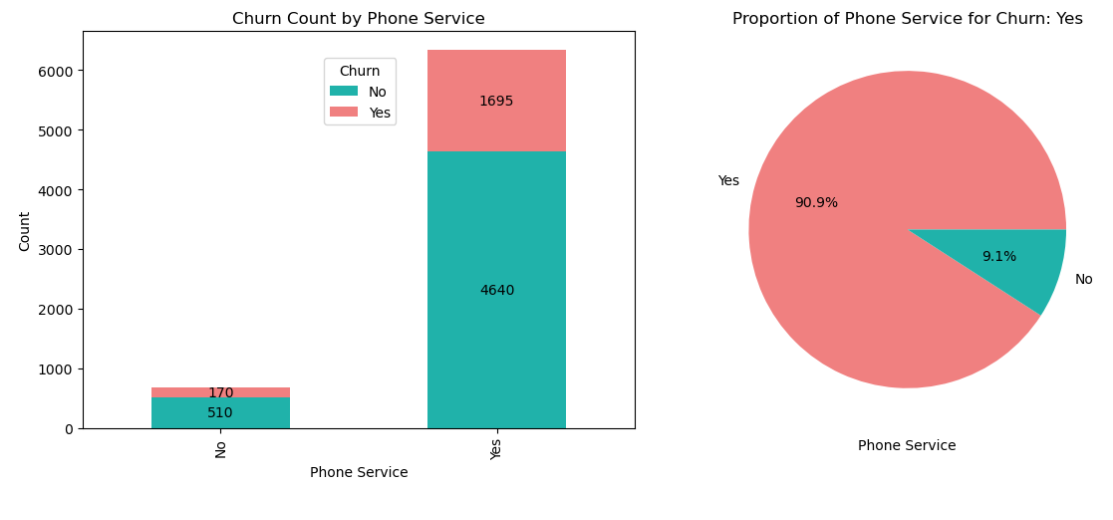 Churn Count by Phone Service
6000
5000
4000
3000
2000
1000
0
Count
Churn
No
Yes
1695
4640
170
510
No
Yes
Phone Service
Proportion of Phone Service for Churn: Yes
Yes
90.9%
9.1%
No
Phone Service